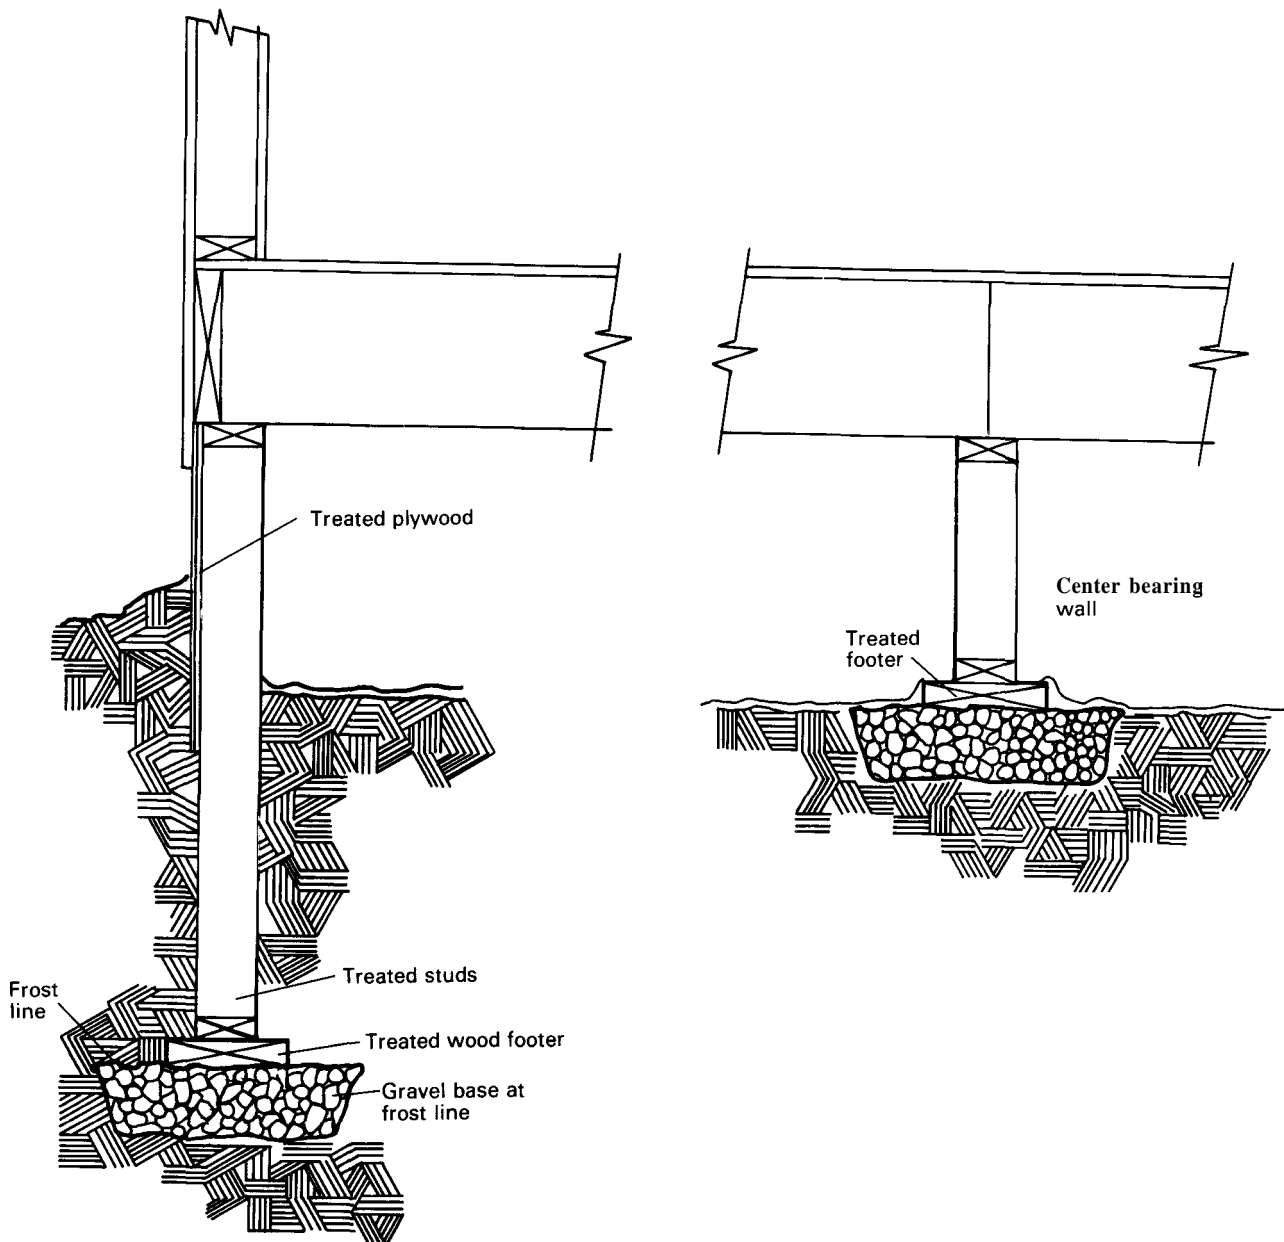 Treated plywood
Center bearing
wall
Treated
footer
Treated studs
Frost
line
Treated wood footer
Gravel base at
frost line